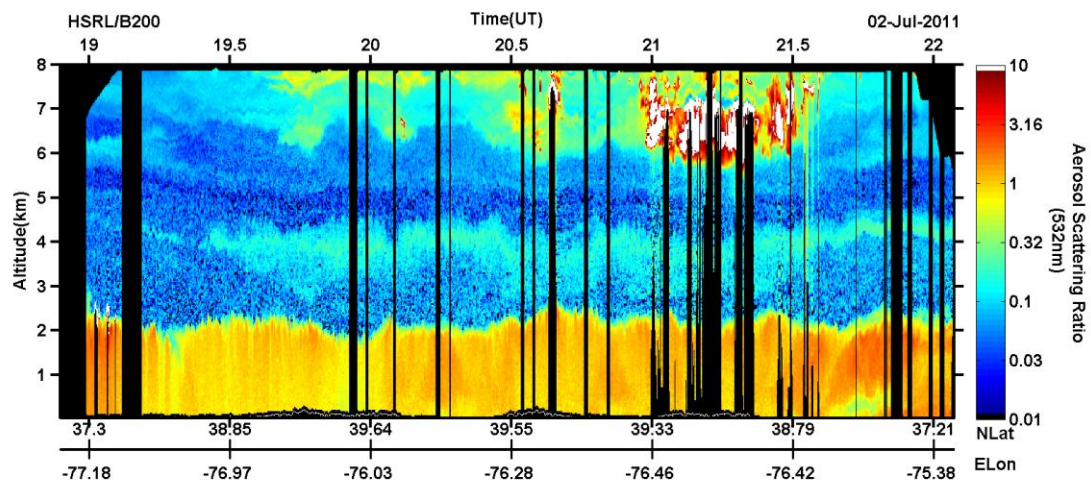 HSRL/B200 Time(UT) 02-Jul-2011
19 19.5 20 20.5 21 21.5 22
Altitude(km)
8
7
6
5
4
3
2
1
10
3.16
1
0.32
0.1
0.03
0.01
Aerosol Scattering Ratio
(532nm)
37.3 38:85 39:64 39:55 39:33 38:79 37:21 NLat
-77.18 -76.97 -76.03 -76.28 -76.46 -76.42 -75.38 ELon